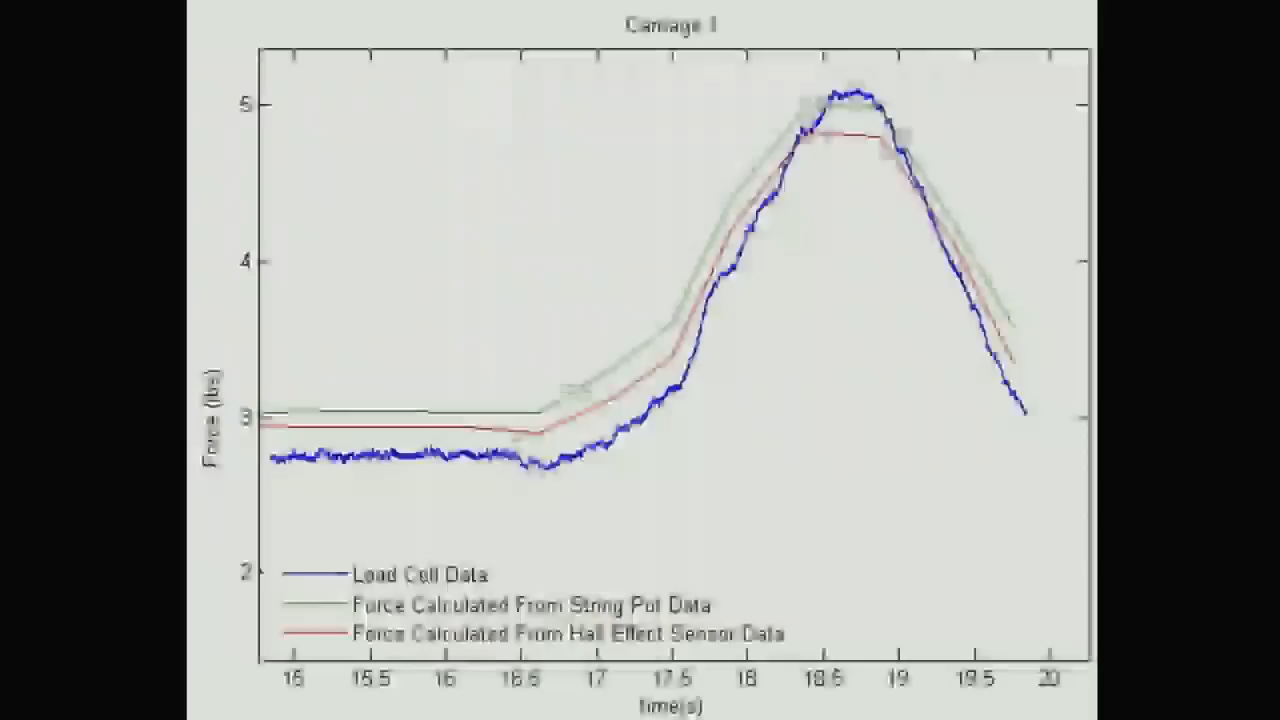 Carriage 1
5
4
3
2
Force (lbs)
Load Cell Data
Force Calculated From String Pot Data
Force Calculated From Hall Effect Sensor Data
15 15.5 16 16.5 17 17.5 18 18.5 19 19.5 20
time(s)